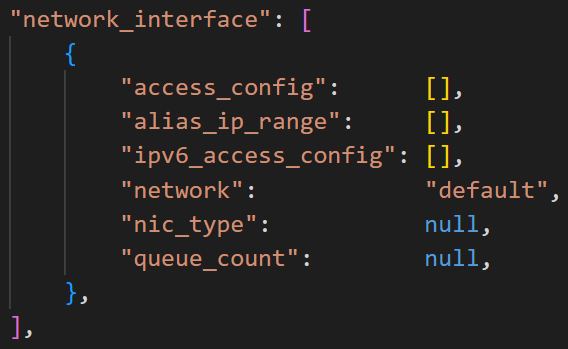 "network_interface": [
{
"access_config": [],
"alias_ip_range": [],
"ipv6_access_config": [],
"network": "default",
"nic_type": null,
"queue_count": null,
},
],